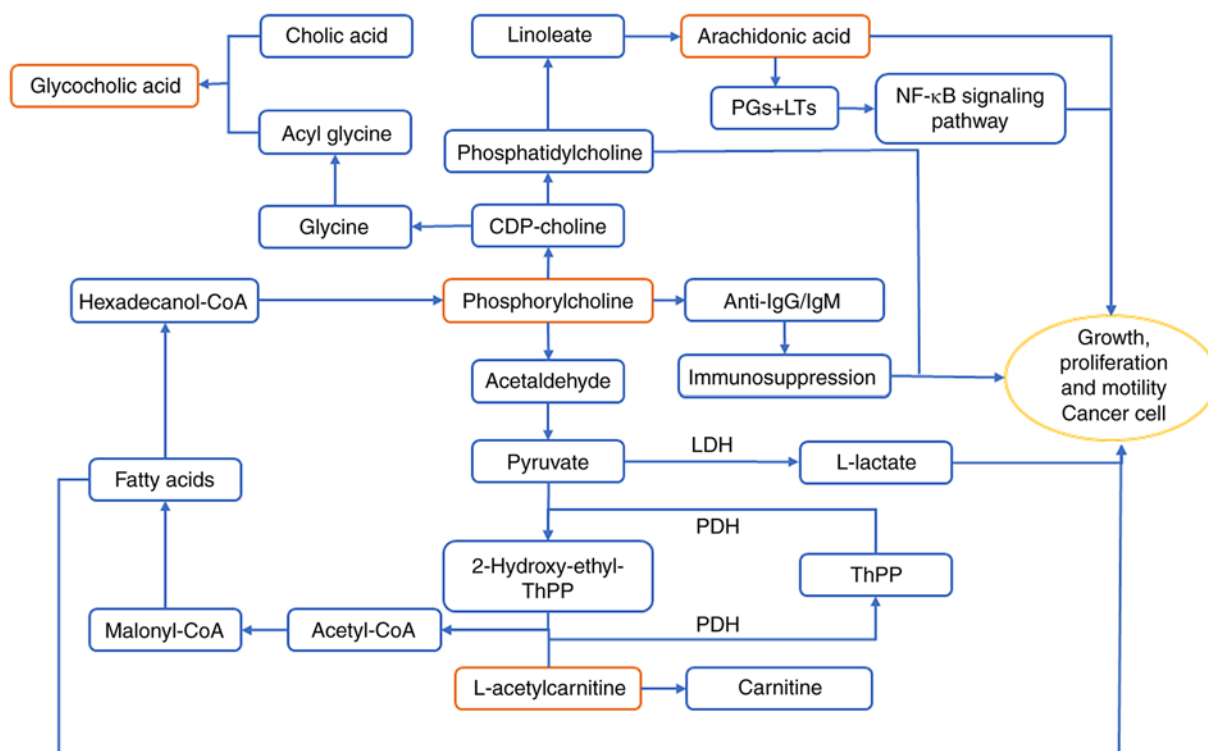 Cholic acid
Linoleate
Arachidonic acid
Glycocholic acid
PGs+LTs
NF-κB signaling
pathway
Acyl glycine
Phosphatidylcholine
Glycine
CDP-choline
Hexadecanol-CoA
Phosphorylcholine
Anti-IgG/IgM
Growth,
proliferation
and motility
Cancer cell
Acetaldehyde
Immunosuppression
Pyruvate
LDH
L-lactate
Fatty acids
PDH
2-Hydroxy-ethyl-
ThPP
ThPP
Malonyl-CoA
Acetyl-CoA
PDH
L-acetylcarnitine
Carnitine